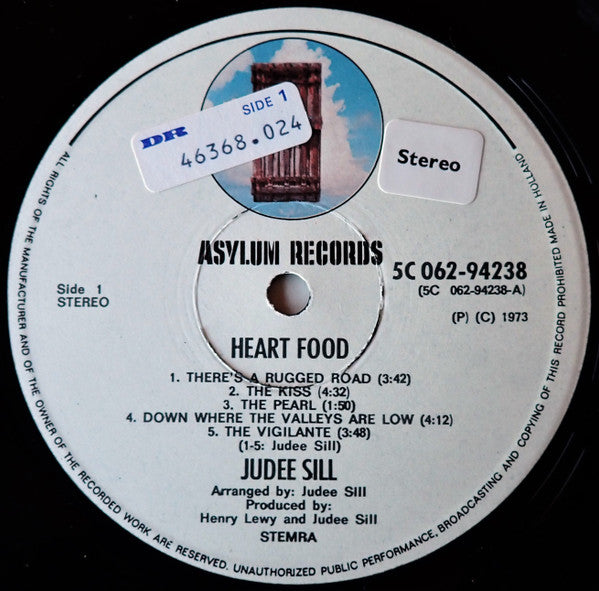 SIDE 1
DR
46368.024
Stereo
ASYLUM RECORDS
Side 1
STEREO
5C 062-94238
(5C 062-94238-A)
(P) (C) 1973
HEART FOOD
1. THERE'S A RUGGED ROAD (3:42)
2. THE KISS (4:32)
3. THE PEARL (1:50)
4. DOWN WHERE THE VALLEYS ARE LOW (4:12)
5. THE VIGILANTE (3:48)
(1-5: Judee Sill)
JUDEE SILL
Arranged by: Judee Sill
Produced by:
Henry Lewy and Judee Sill
STEMRA
ALL RIGHTS OF THE MANUFACTURER AND OF THE OWNER OF THE RECORDED WORK ARE RESERVED. UNAUTHORIZED PUBLIC PERFORMANCE, BROADCASTING AND COPYING OF THIS RECORD PROHIBITED MADE IN HOLLAND